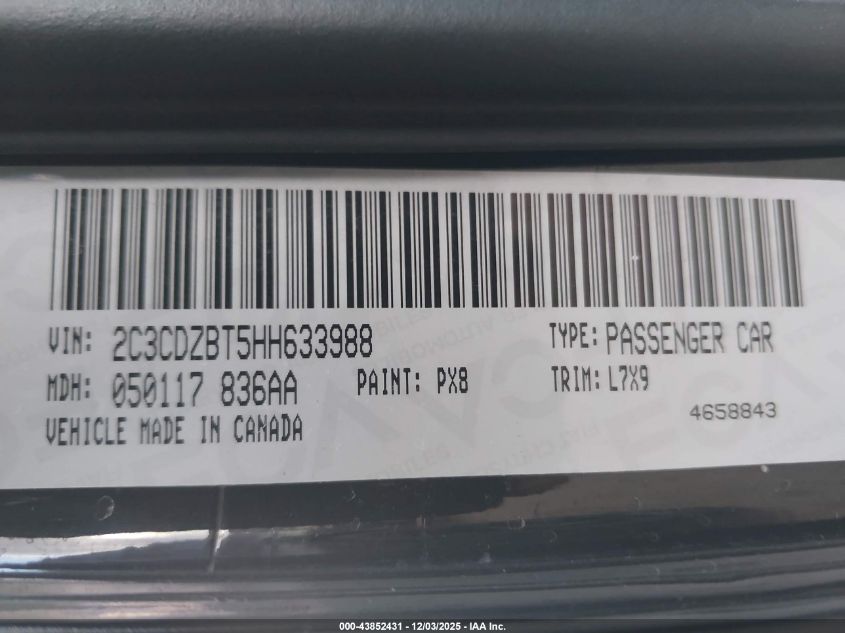 VIN: 2C3CDZBT5HH633988 TYPE: PASSENGER CAR
MDH: 050117 836AA PAINT: PX8 TRIM: L7X9
VEHICLE MADE IN CANADA 4658843
000-43852431 - 12/03/2025 - IAA Inc.